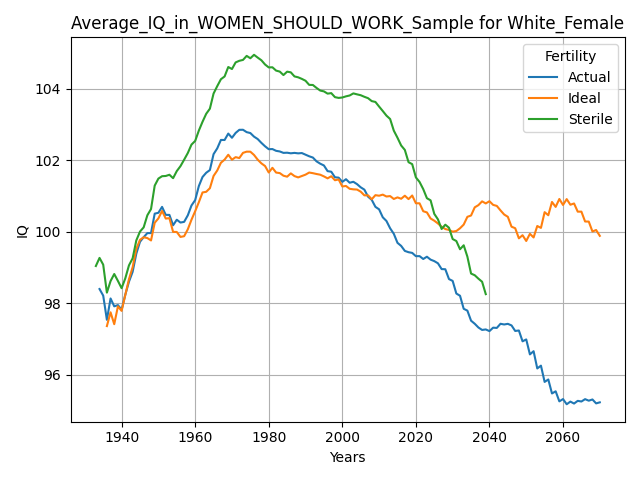 Average_IQ_in_WOMEN_SHOULD_WORK_Sample for White_Female
Fertility
Actual
Ideal
Sterile
IQ
104
102
100
98
96
1940 1960 1980 2000 2020 2040 2060
Years